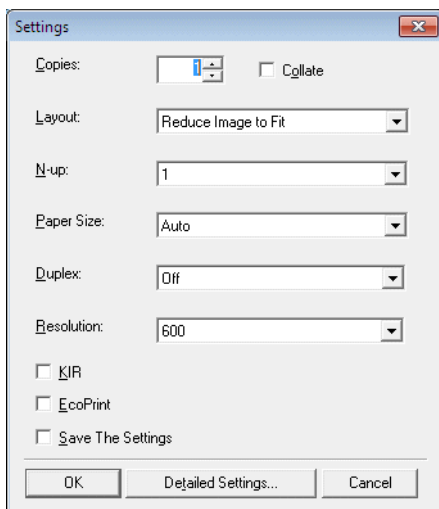 Settings
Copies: 1 Collate
Layout: Reduce Image to Fit
N-up: 1
Paper Size: Auto
Duplex: Off
Resolution: 600
KIR
EcoPrint
Save The Settings
OK Detailed Settings... Cancel